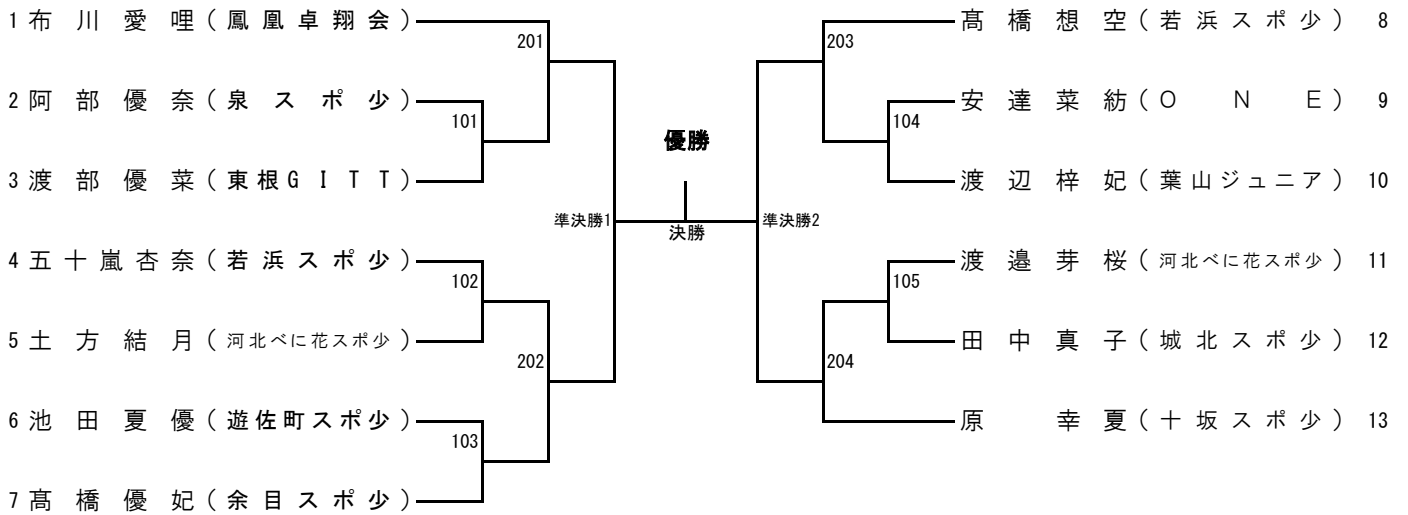 1 布川愛哩(鳳凰卓翔会)
201
2 阿部優奈(泉スポ少)
101
3 渡部優菜(東根GITT)
準決勝1
4 五十嵐杏奈(若浜スポ少)
102
5 土方結月(河北べに花スポ少)
202
6 池田夏優(遊佐町スポ少)
103
7 髙橋優妃(余目スポ少)
優勝
決勝
髙橋想空(若浜スポ少) 8
203
安達菜紡(ONE) 9
104
渡辺梓妃(葉山ジュニア) 10
準決勝2
渡邉芽桜(河北べに花スポ少) 11
105
田中真子(城北スポ少) 12
204
原幸夏(十坂スポ少) 13